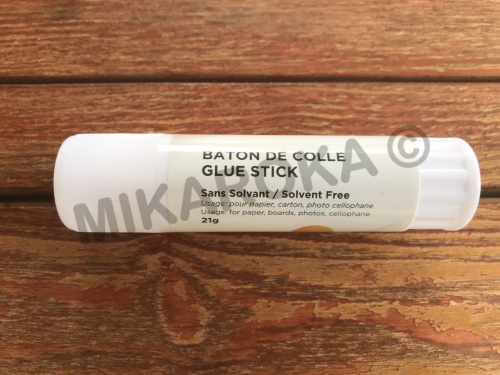 BATON DE COLLE
GLUE STICK
Sans Solvant / Solvent Free
Usage: pour papier, carton, photo cellophane
Usage: for paper, boards, photos, cellophane
21g
MIKATOKA ©